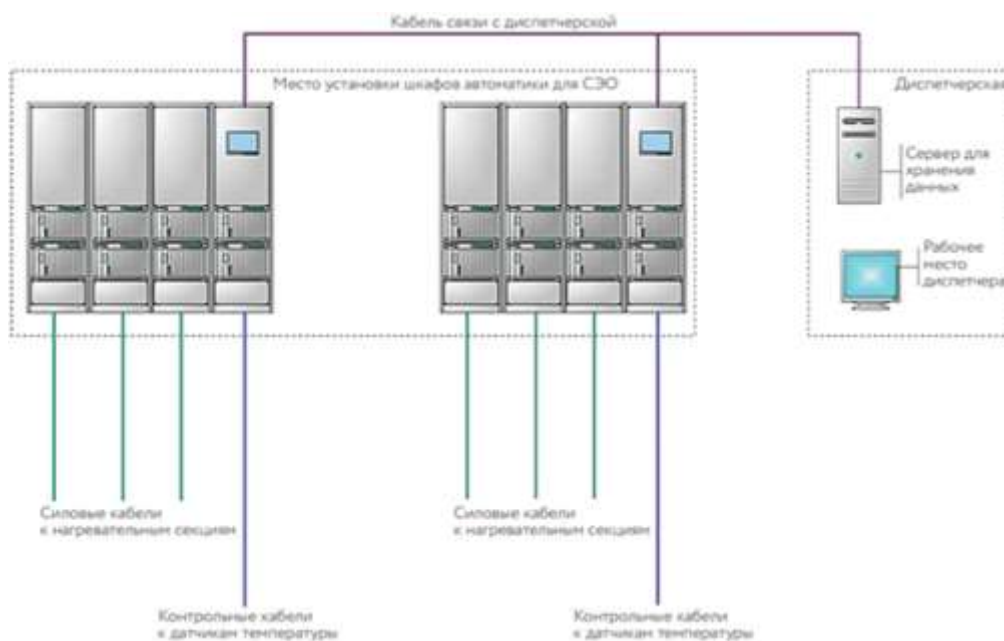 Кабель связи с диспетчерской
Место установки шкафов автоматики для СЭО
Диспетчерская
Сервер для
хранения
данных
Рабочее
место
диспетчера
Силовые кабели
к нагревательным секциям
Силовые кабели
к нагревательным секциям
Контрольные кабели
к датчикам температуры
Контрольные кабели
к датчикам температуры